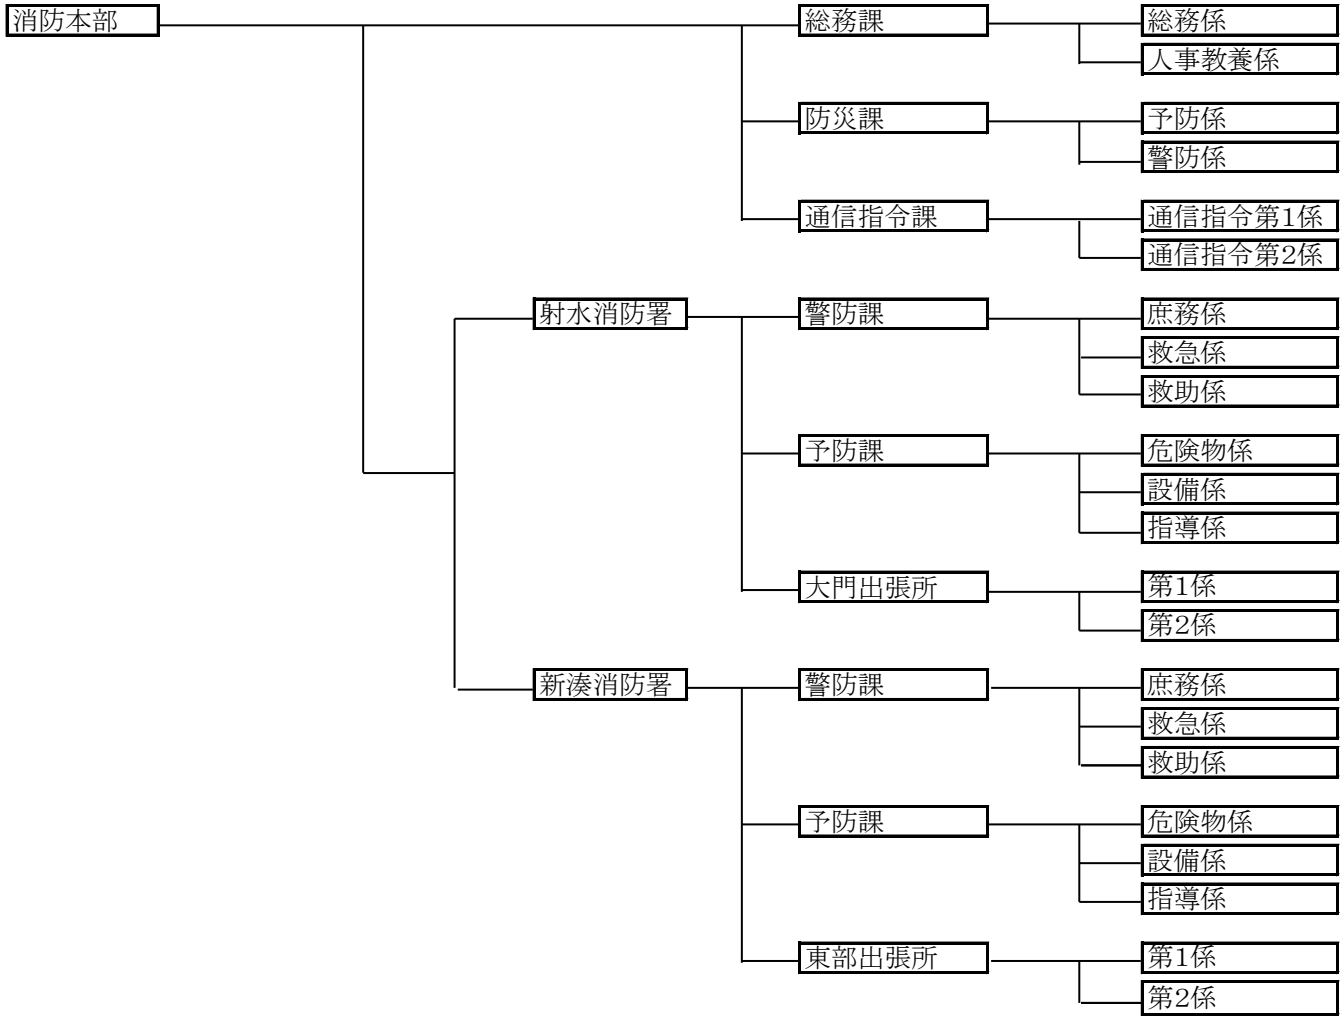 消防本部
総務課
総務係
人事教養係
防災課
予防係
警防係
通信指令課
通信指令第1係
通信指令第2係
射水消防署
警防課
庶務係
救急係
救助係
予防課
危険物係
設備係
指導係
大門出張所
第1係
第2係
新湊消防署
警防課
庶務係
救急係
救助係
予防課
危険物係
設備係
指導係
東部出張所
第1係
第2係